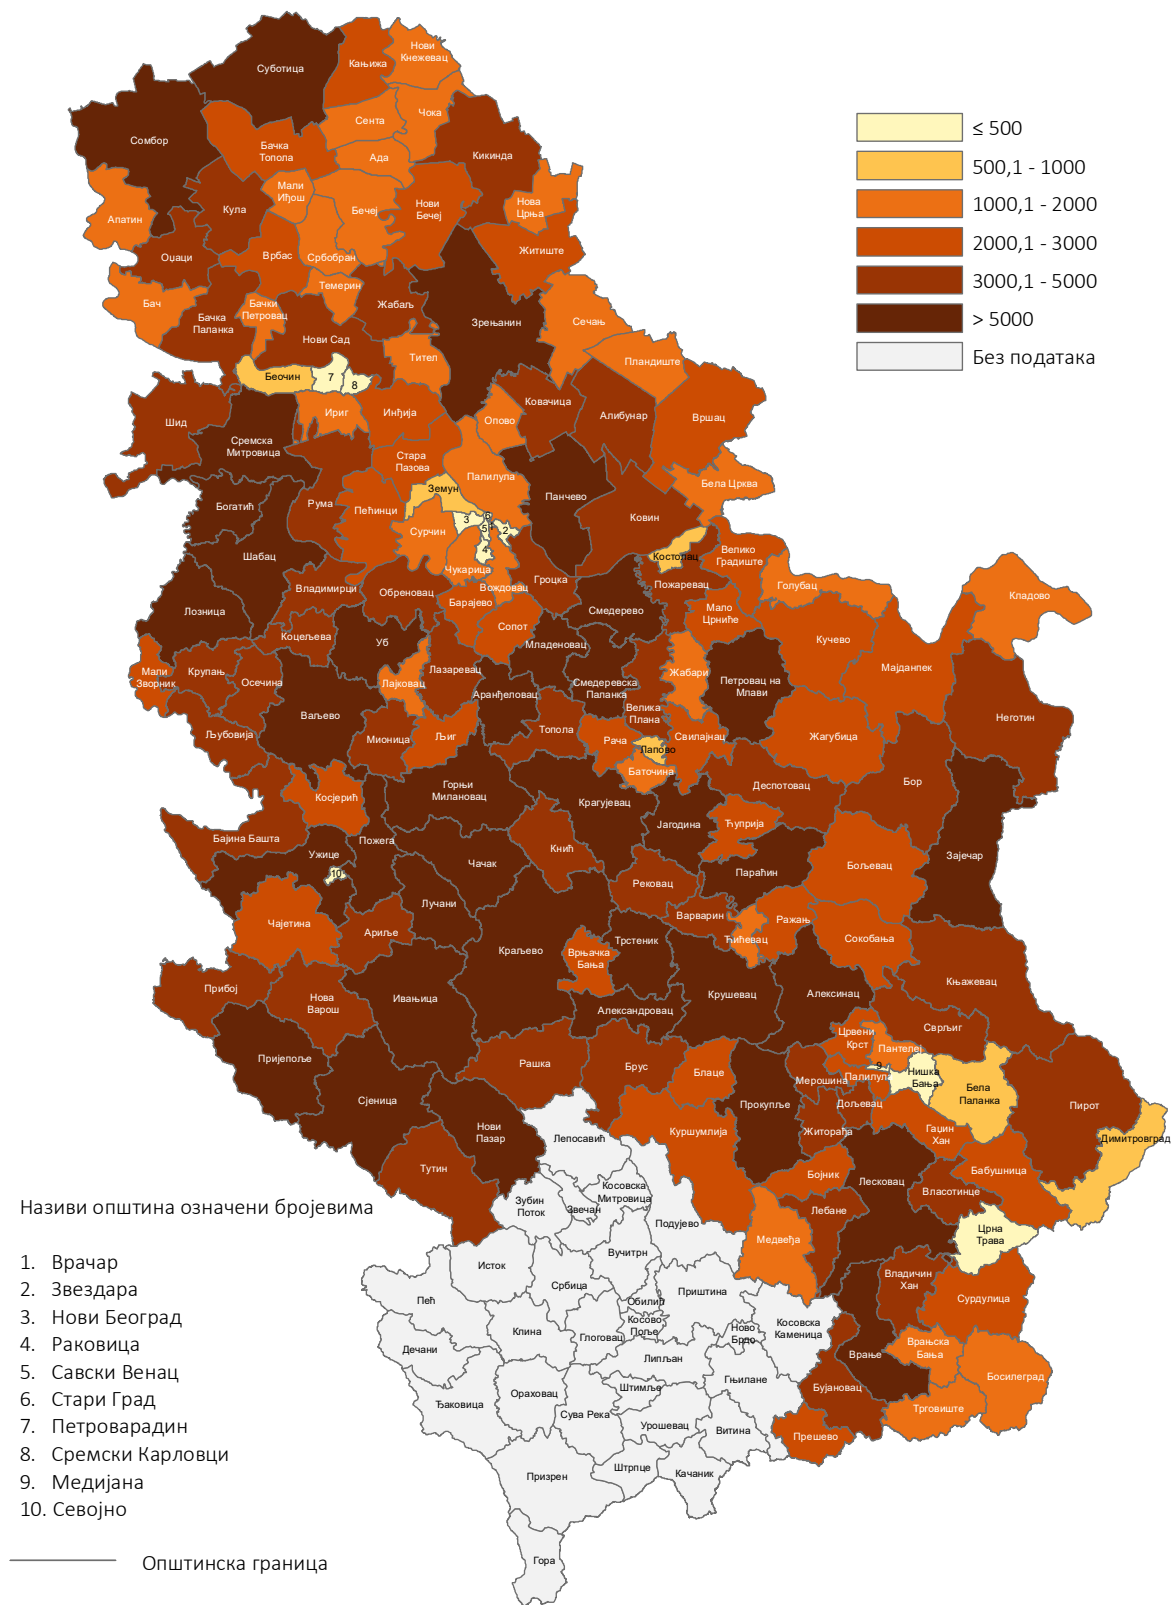 ≤ 500
500,1 - 1000
1000,1 - 2000
2000,1 - 3000
3000,1 - 5000
> 5000
Без података
Суботица
Кањижа
Нови
Кнежевац
Сомбор
Бачка
Топола
Сента
Чока
Ада
Кикинда
Мали
Иђош
Апатин
Кула
Бечеј
Нови
Бечеј
Нова
Црња
Оџаци
Врбас
Србобран
Житиште
Бач
Бачка
Паланка
Бачки
Петровац
Темерин
Жабаљ
Зрењанин
Сечањ
Нови Сад
Тител
Пландиште
Беочин
7
8
Шид
Ириг
Инђија
Ковачица
Алибунар
Вршац
Опово
Сремска
Митровица
Стара
Пазова
Палилула
Бела Црква
Земун
Панчево
Богатић
Рума
Пећинци
Сурчин
3
6
5
1
2
4
Ковин
Костолац
Шабац
Чукарица
Вождовац
Гроцка
Велико
Градиште
Голубац
Кладово
Лозница
Владимирци
Обреновац
Барајево
Сопот
Смедерево
Пожаревац
Мало
Црниће
Кучево
Мајданпек
Коцељева
Уб
Младеновац
Мали
Зворник
Крупањ
Осечина
Лајковац
Лазаревац
Аранђеловац
Смедеревска
Паланка
Жабари
Петровац на
Млави
Ваљево
Велика
Плана
Неготин
Љубовија
Мионица
Љиг
Топола
Рача
Лапово
Свилајнац
Жагубица
Баточина
Деспотовац
Бор
Косјерић
Горњи
Милановац
Крагујевац
Бајина Башта
Пожега
Кнић
Јагодина
Ћуприја
Ужице
10
Чачак
Параћин
Бољевац
Зајечар
Рековац
Лучани
Чајетина
Ариље
Варварин
Ћићевац
Ражањ
Сокобања
Краљево
Врњачка
Бања
Трстеник
Прибој
Нова
Варош
Ивањица
Александровац
Крушевац
Алексинац
Књажевац
Пријепоље
Рашка
Брус
Блаце
Црвени
Крст
Пантелеј
Сврљиг
9
Нишка
Бања
Мерошина
Палилула
Бела
Паланка
Пирот
Сјеница
Прокупље
Дољевац
Нови
Пазар
Лепосавић
Куршумлија
Житорађа
Гаџин
Хан
Димитровград
Тутин
Бојник
Лесковац
Бабушница
Косовска
Митровица
Зубин
Поток
Звечан
Власотинце
Лебане
Подујево
Медвеђа
Црна
Трава
Вучитрн
Исток
Србица
Владичин
Хан
Сурдулица
Пећ
Обилић
Приштина
Клина
Глоговац
Косово
Поље
Ново
Брдо
Косовска
Каменица
Дечани
Липљан
Врање
Врањска
Бања
Босилеград
Гњилане
Бујановац
Ђаковица
Ораховац
Штимље
Сува Река
Урошевац
Витина
Трговиште
Прешево
Призрен
Штрпце
Качаник
Гора
Називи општина означени бројевима
1. Врачар
2. Звездара
3. Нови Београд
4. Раковица
5. Савски Венац
6. Стари Град
7. Петроварадин
8. Сремски Карловци
9. Медијана
10. Севојно
Општинска граница